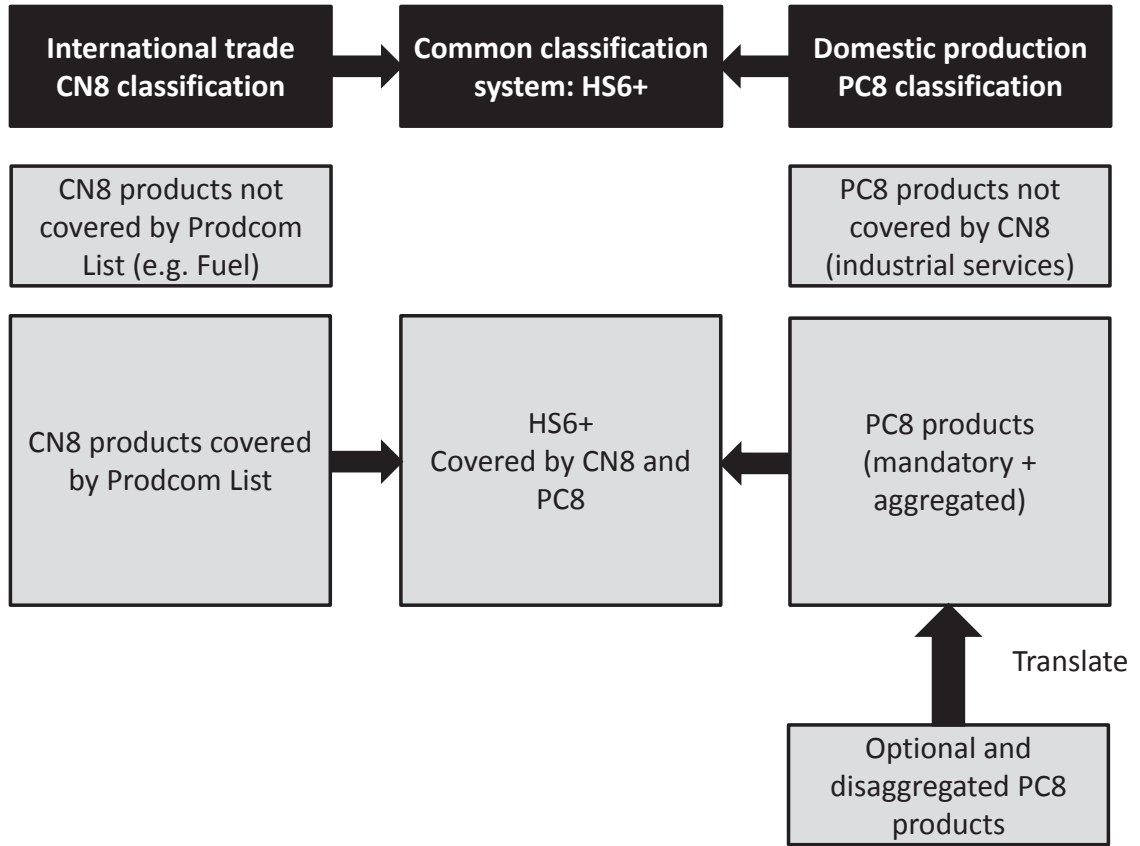 International trade
CN8 classification
Common classification
system: HS6+
Domestic production
PC8 classification
CN8 products not
covered by Prodcom
List (e.g. Fuel)
PC8 products not
covered by CN8
(industrial services)
CN8 products covered
by Prodcom List
HS6+
Covered by CN8 and
PC8
PC8 products
(mandatory +
aggregated)
Translate
Optional and
disaggregated PC8
products